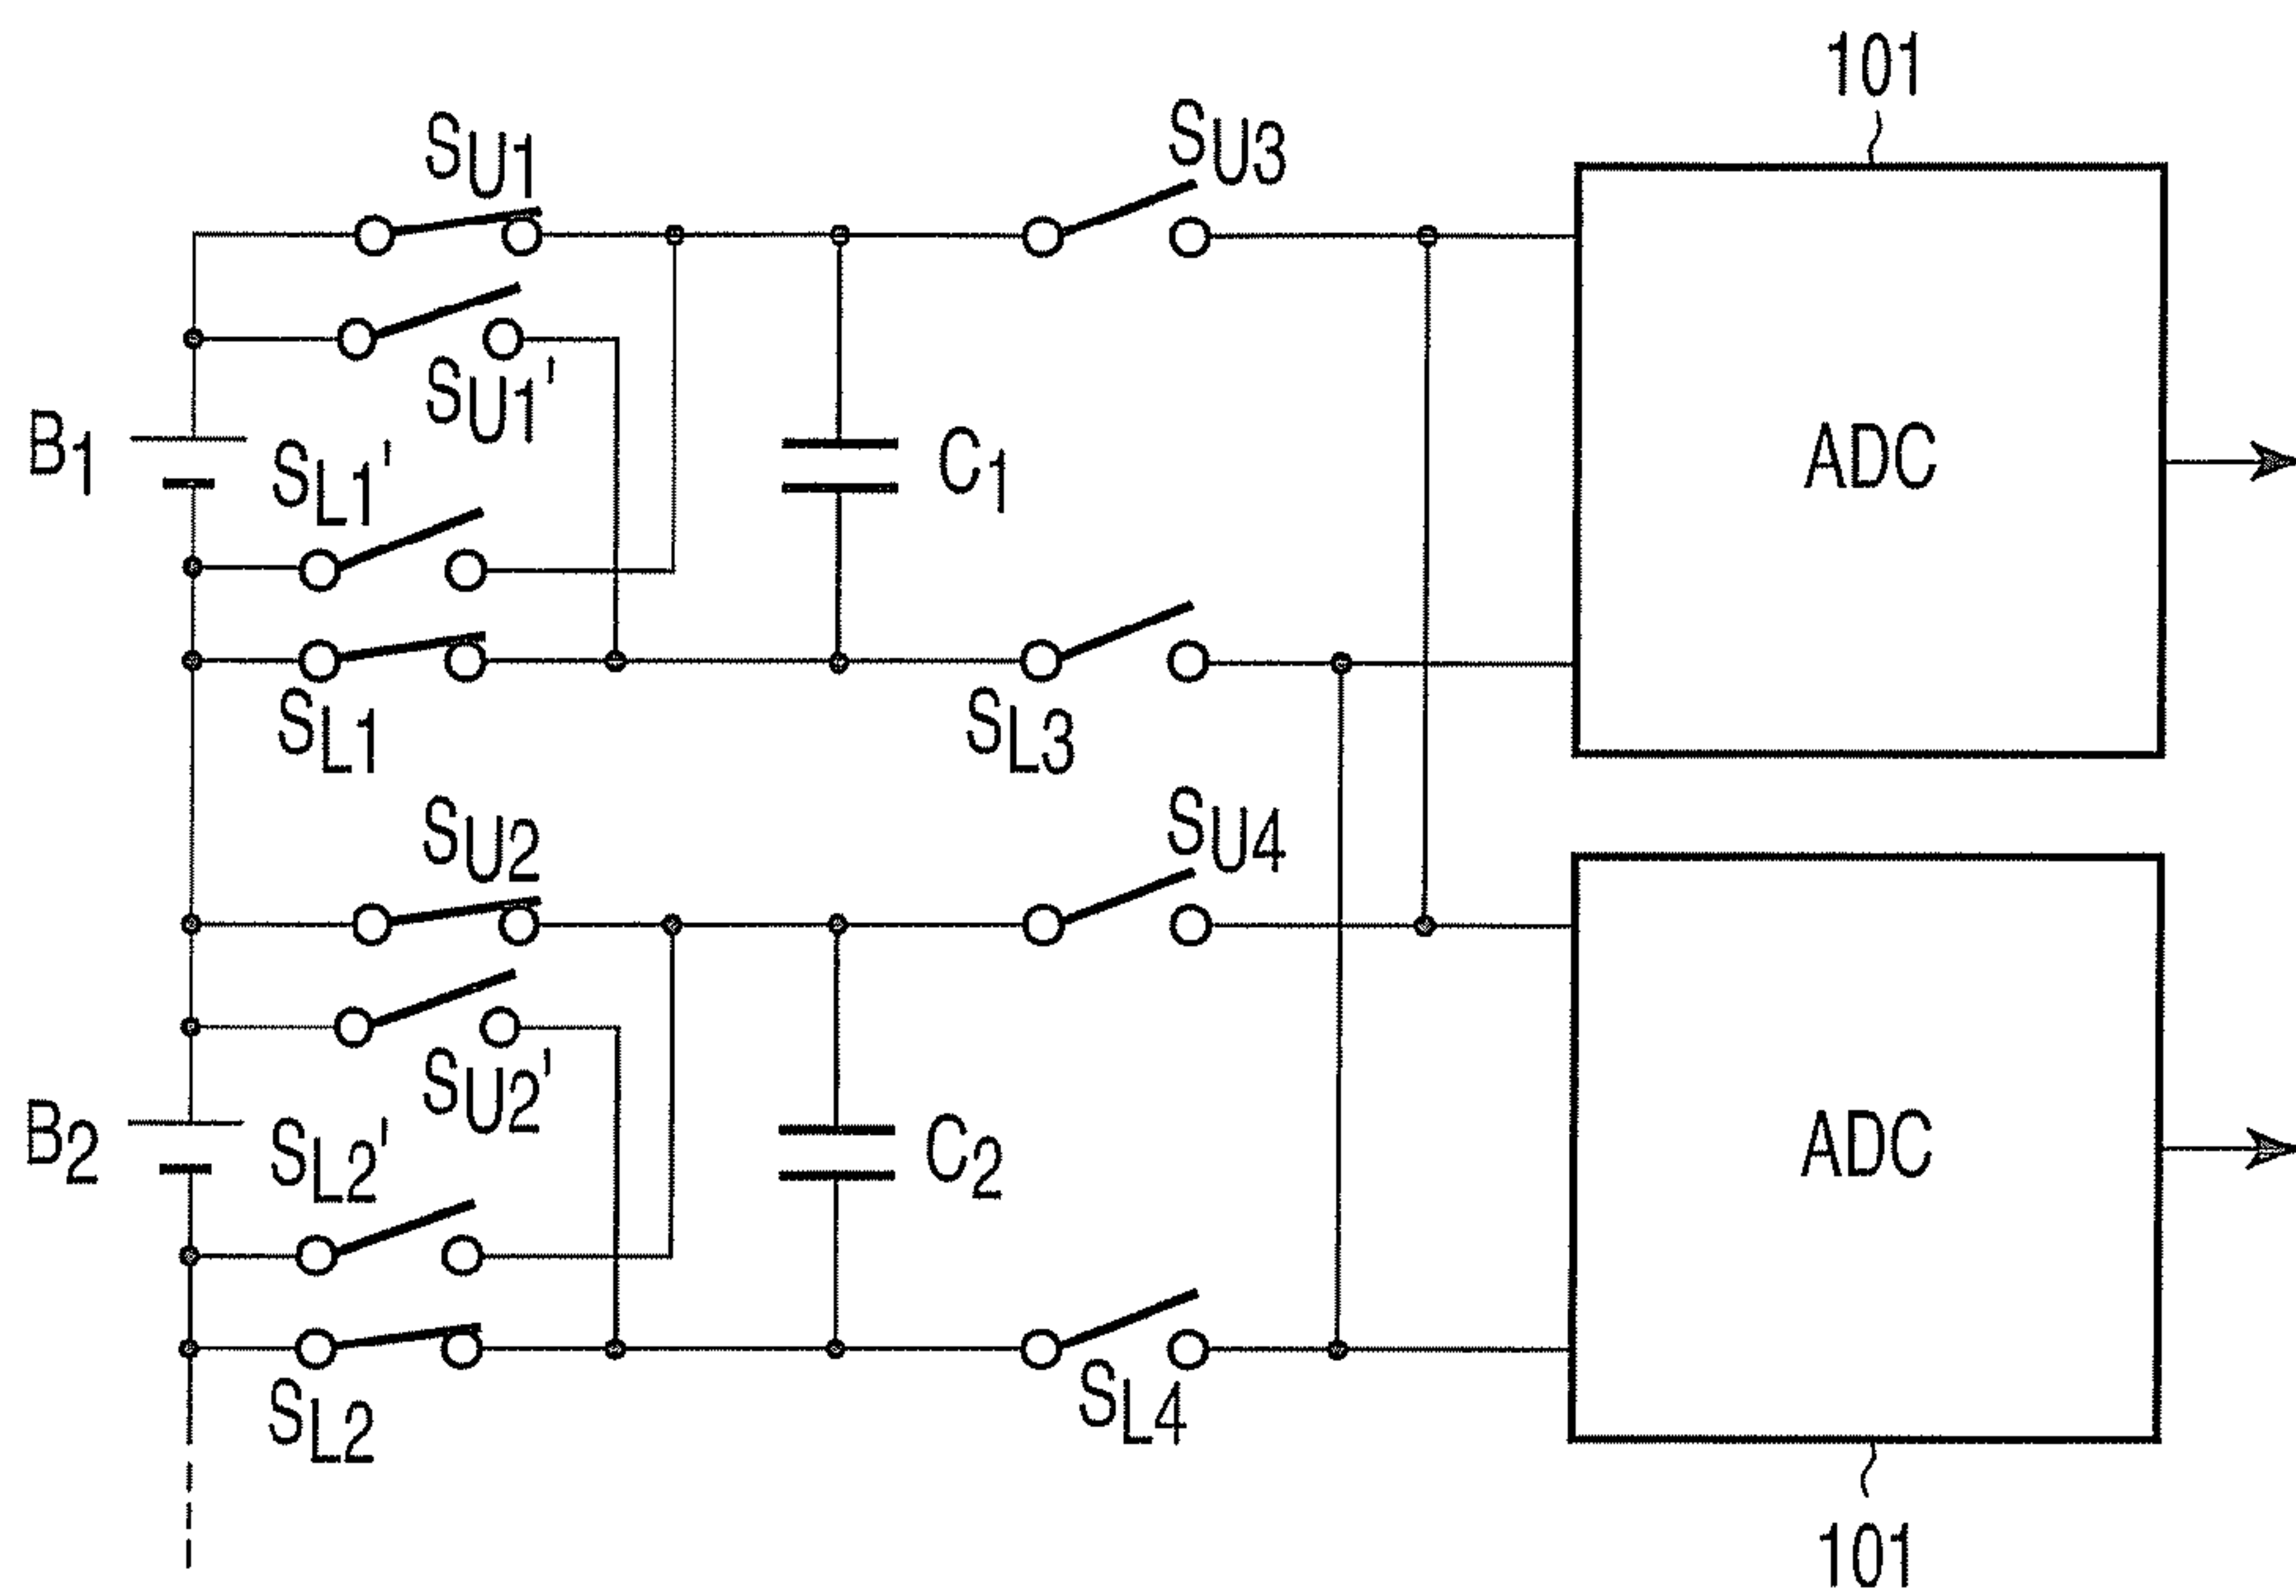 101
SU1
SU3
SU1'
B1
SL1'
C1
ADC
SL1
SL3
SU2
SU4
SU2'
B2
SL2'
C2
ADC
SL2
SL4
101